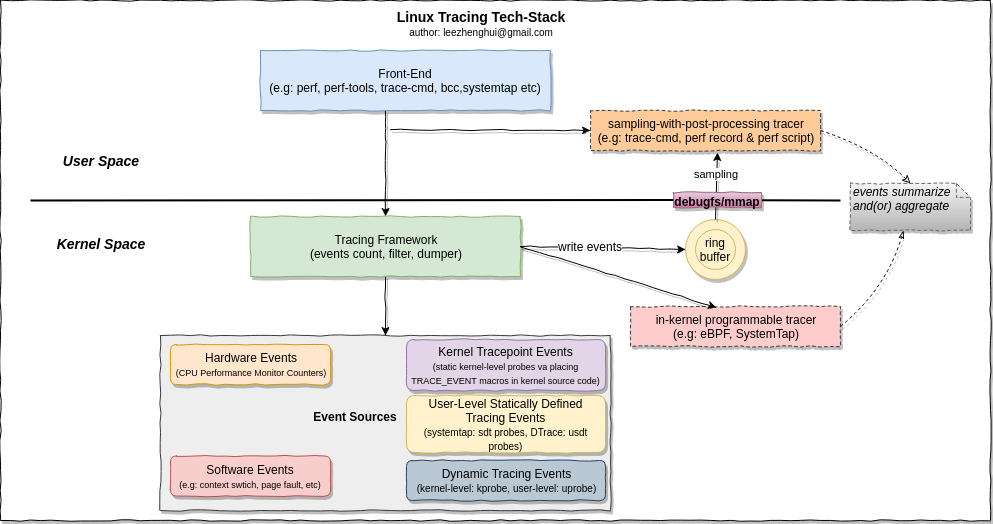 Linux Tracing Tech-Stack
author: leezhenghui@gmail.com
Front-End
(e.g: perf, perf-tools, trace-cmd, bcc,systemtap etc)
sampling-with-post-processing tracer
(e.g: trace-cmd, perf record & perf script)
User Space
sampling
events summarize
and(or) aggregate
debugfs/mmap
Kernel Space
Tracing Framework
(events count, filter, dumper)
write events
ring
buffer
in-kernel programmable tracer
(e.g: eBPF, SystemTap)
Hardware Events
(CPU Performance Monitor Counters)
Kernel Tracepoint Events
(static kernel-level probes va placing
TRACE_EVENT macros in kernel source code)
Event Sources
User-Level Statically Defined
Tracing Events
(systemtap: sdt probes, DTrace: usdt
probes)
Software Events
(e.g: context swtich, page fault, etc)
Dynamic Tracing Events
(kernel-level: kprobe, user-level: uprobe)